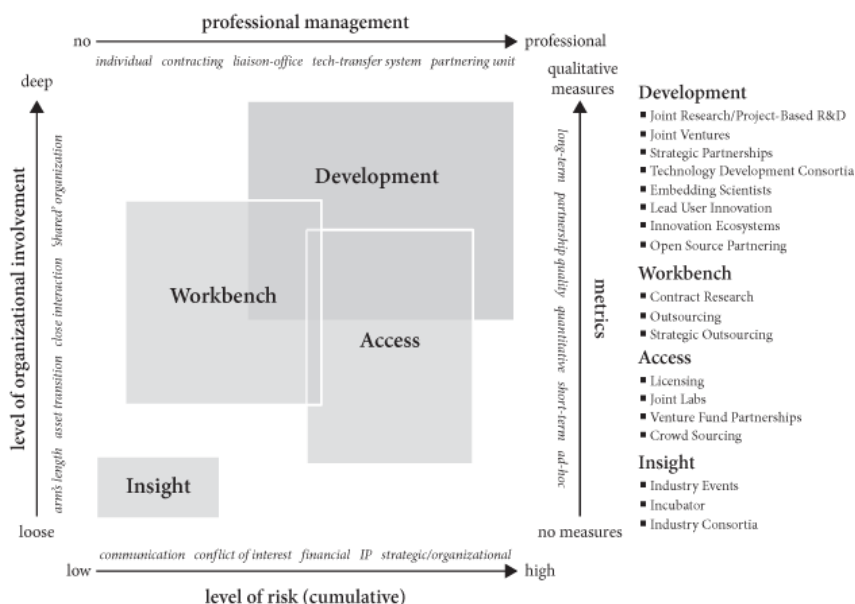 professional management
no
professional
individual contracting liaison-office tech-transfer system partnering unit
deep
qualitative
measures
level of organizational involvement
arm's length asset transition close interaction 'shared' organization
Development
Workbench
Access
Insight
long-term partnership quality quantitative short-term ad-hoc
metrics
loose
no measures
communication conflict of interest financial IP strategic/organizational
low
high
level of risk (cumulative)
Development
■ Joint Research/Project-Based R&D
■ Joint Ventures
■ Strategic Partnerships
■ Technology Development Consortia
■ Embedding Scientists
■ Lead User Innovation
■ Innovation Ecosystems
■ Open Source Partnering
Workbench
■ Contract Research
■ Outsourcing
■ Strategic Outsourcing
Access
■ Licensing
■ Joint Labs
■ Venture Fund Partnerships
■ Crowd Sourcing
Insight
■ Industry Events
■ Incubator
■ Industry Consortia